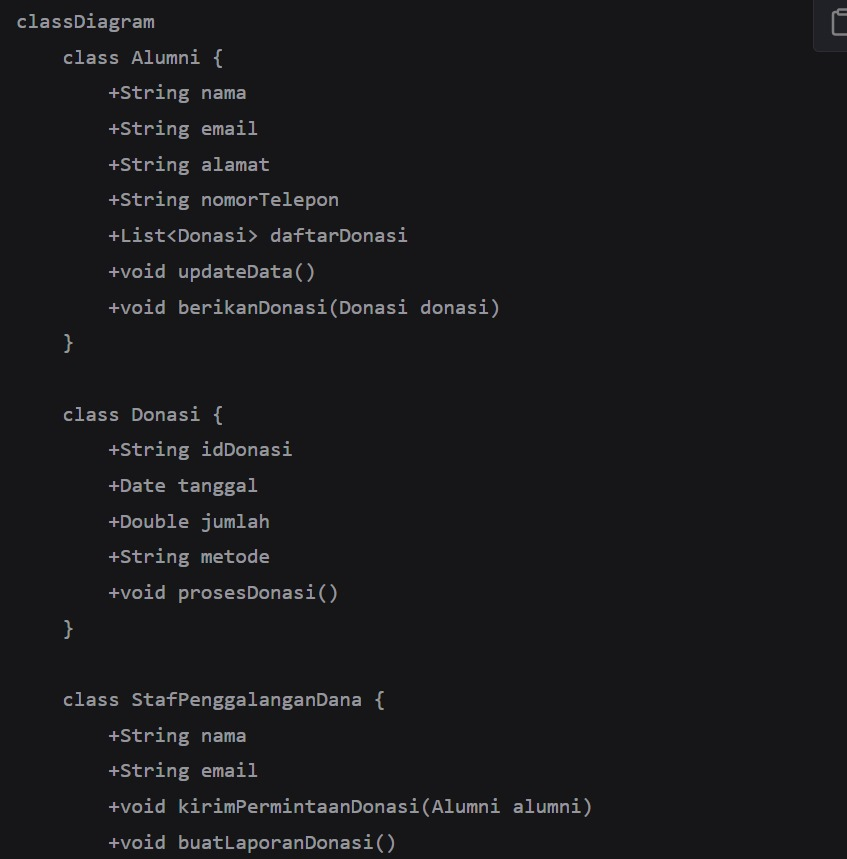 classDiagram
class Alumni {
+String nama
+String email
+String alamat
+String nomorTelepon
+List<Donasi> daftarDonasi
+void updateData()
+void berikanDonasi(Donasi donasi)
}
class Donasi {
+String idDonasi
+Date tanggal
+Double jumlah
+String metode
+void prosesDonasi()
}
class StafPenggalanganDana {
+String nama
+String email
+void kirimPermintaanDonasi(Alumni alumni)
+void buatLaporanDonasi()